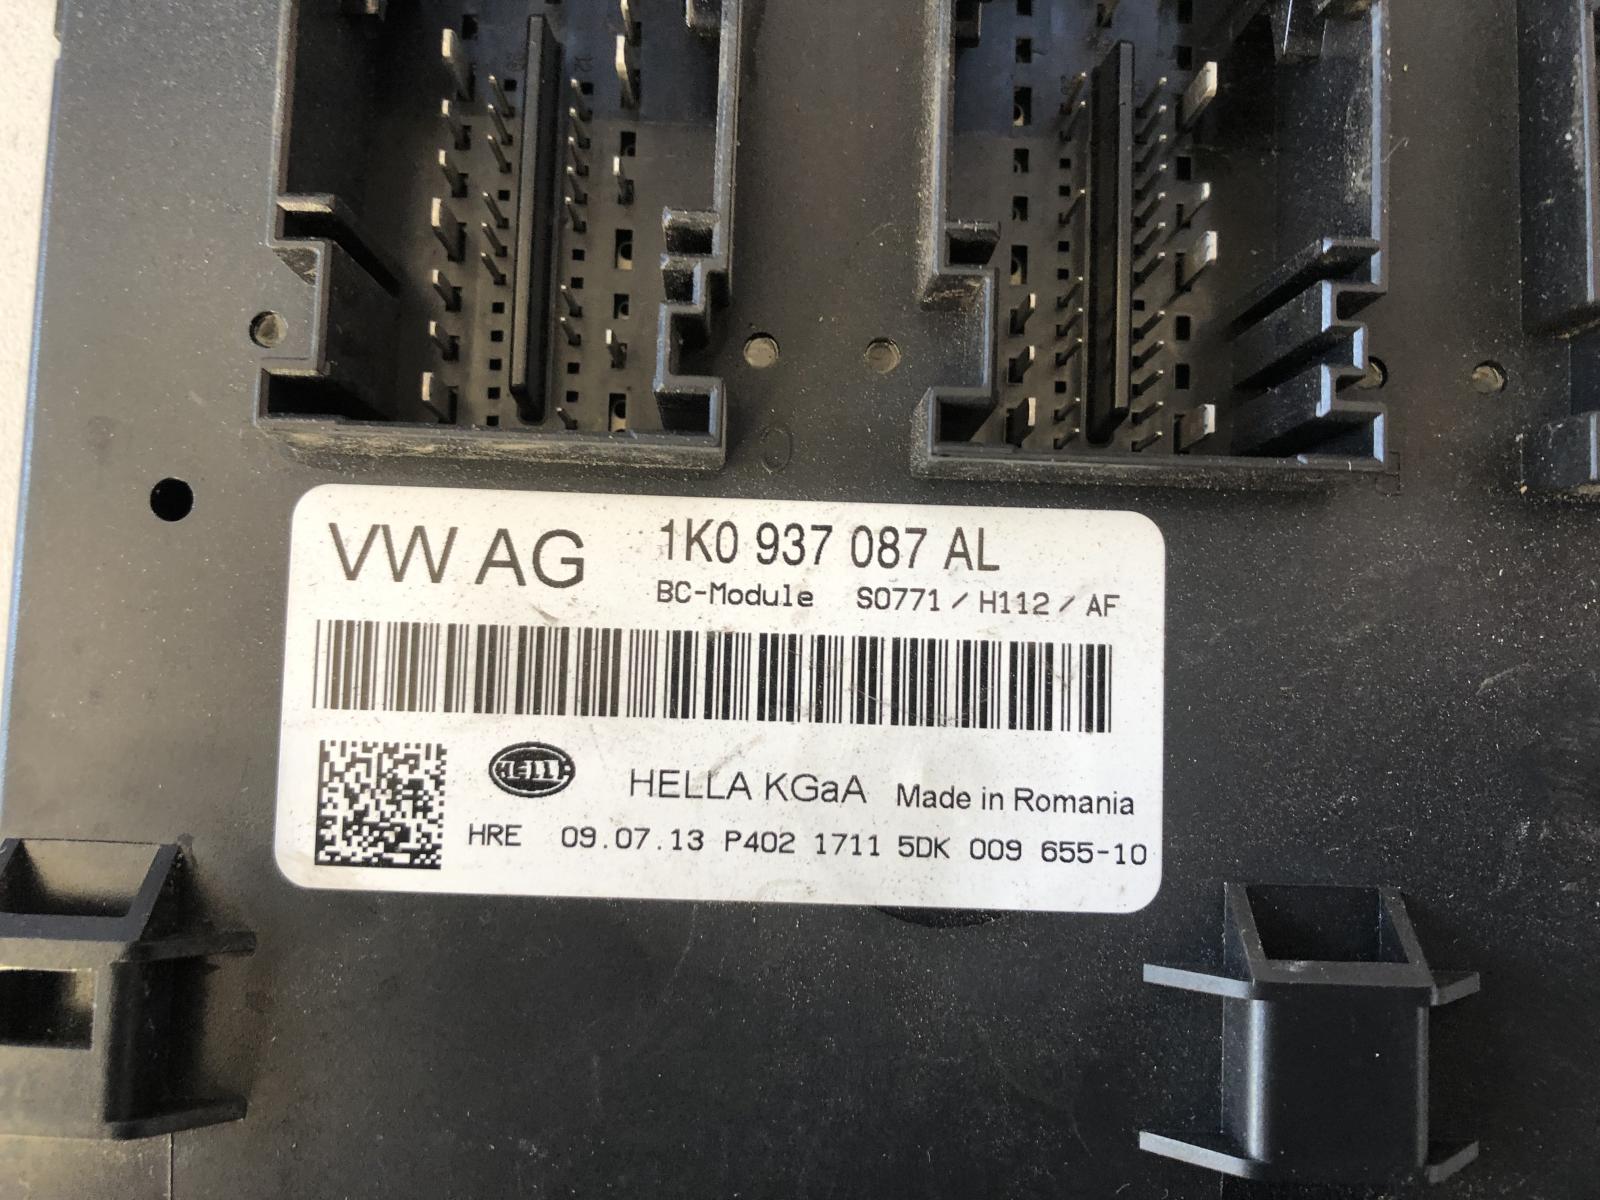 VW AG 1K0 937 087 AL
BC-Module S0771 / H112 / AF
HELLA HELLA KGaA Made in Romania
HRE 09.07.13 P402 1711 5DK 009 655-10